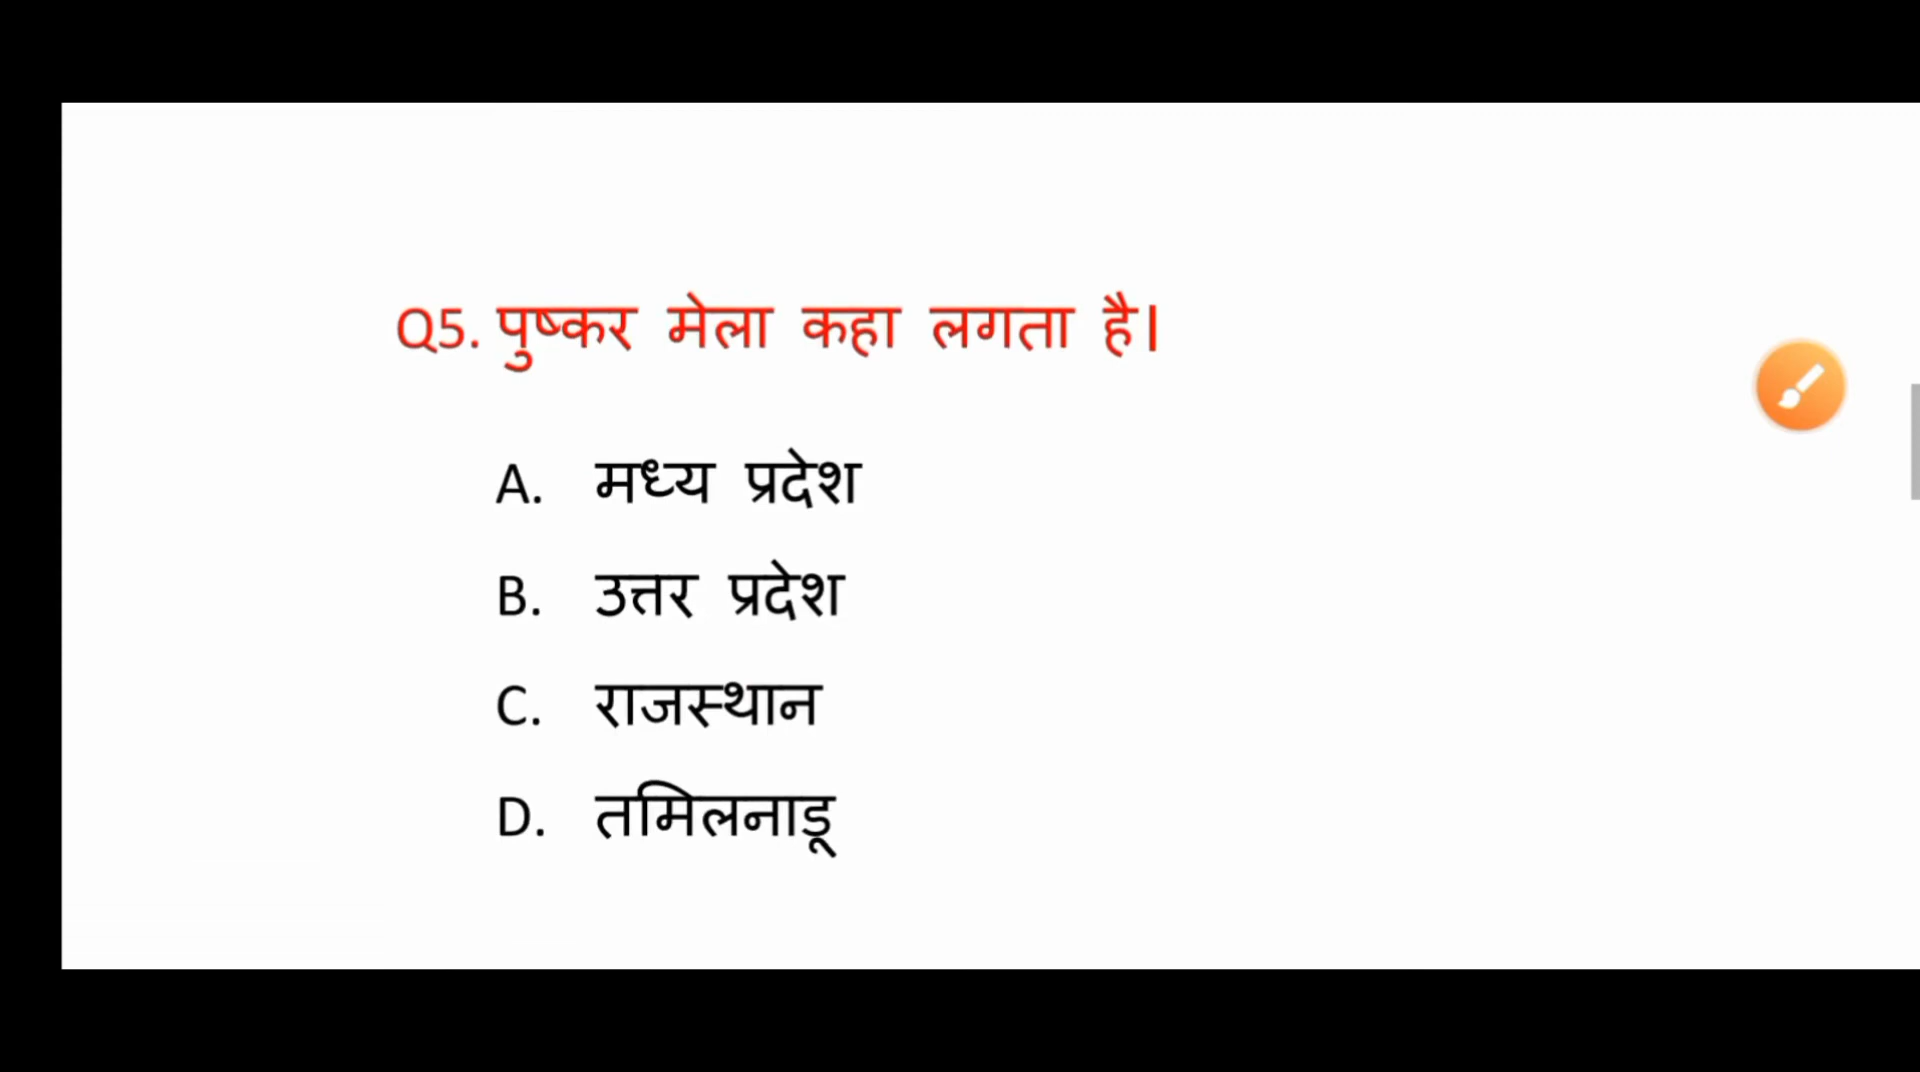 Q5. पुष्कर मेला कहा लगता है।
A. मध्य प्रदेश
B. उत्तर प्रदेश
C. राजस्थान
D. तमिलनाडू